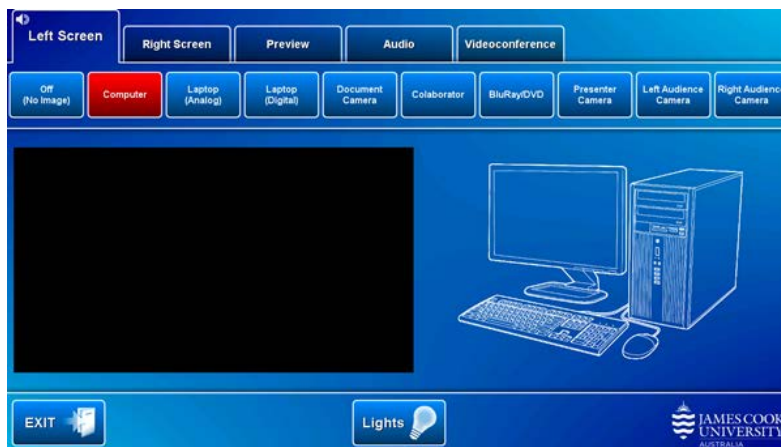 Left Screen
Right Screen
Preview
Audio
Videoconference
Off
(No Image)
Computer
Laptop
(Analog)
Laptop
(Digital)
Document
Camera
Colaborator
BluRay/DVD
Presenter
Camera
Left Audience
Camera
Right Audience
Camera
EXIT
Lights
JAMES COOK
UNIVERSITY
AUSTRALIA